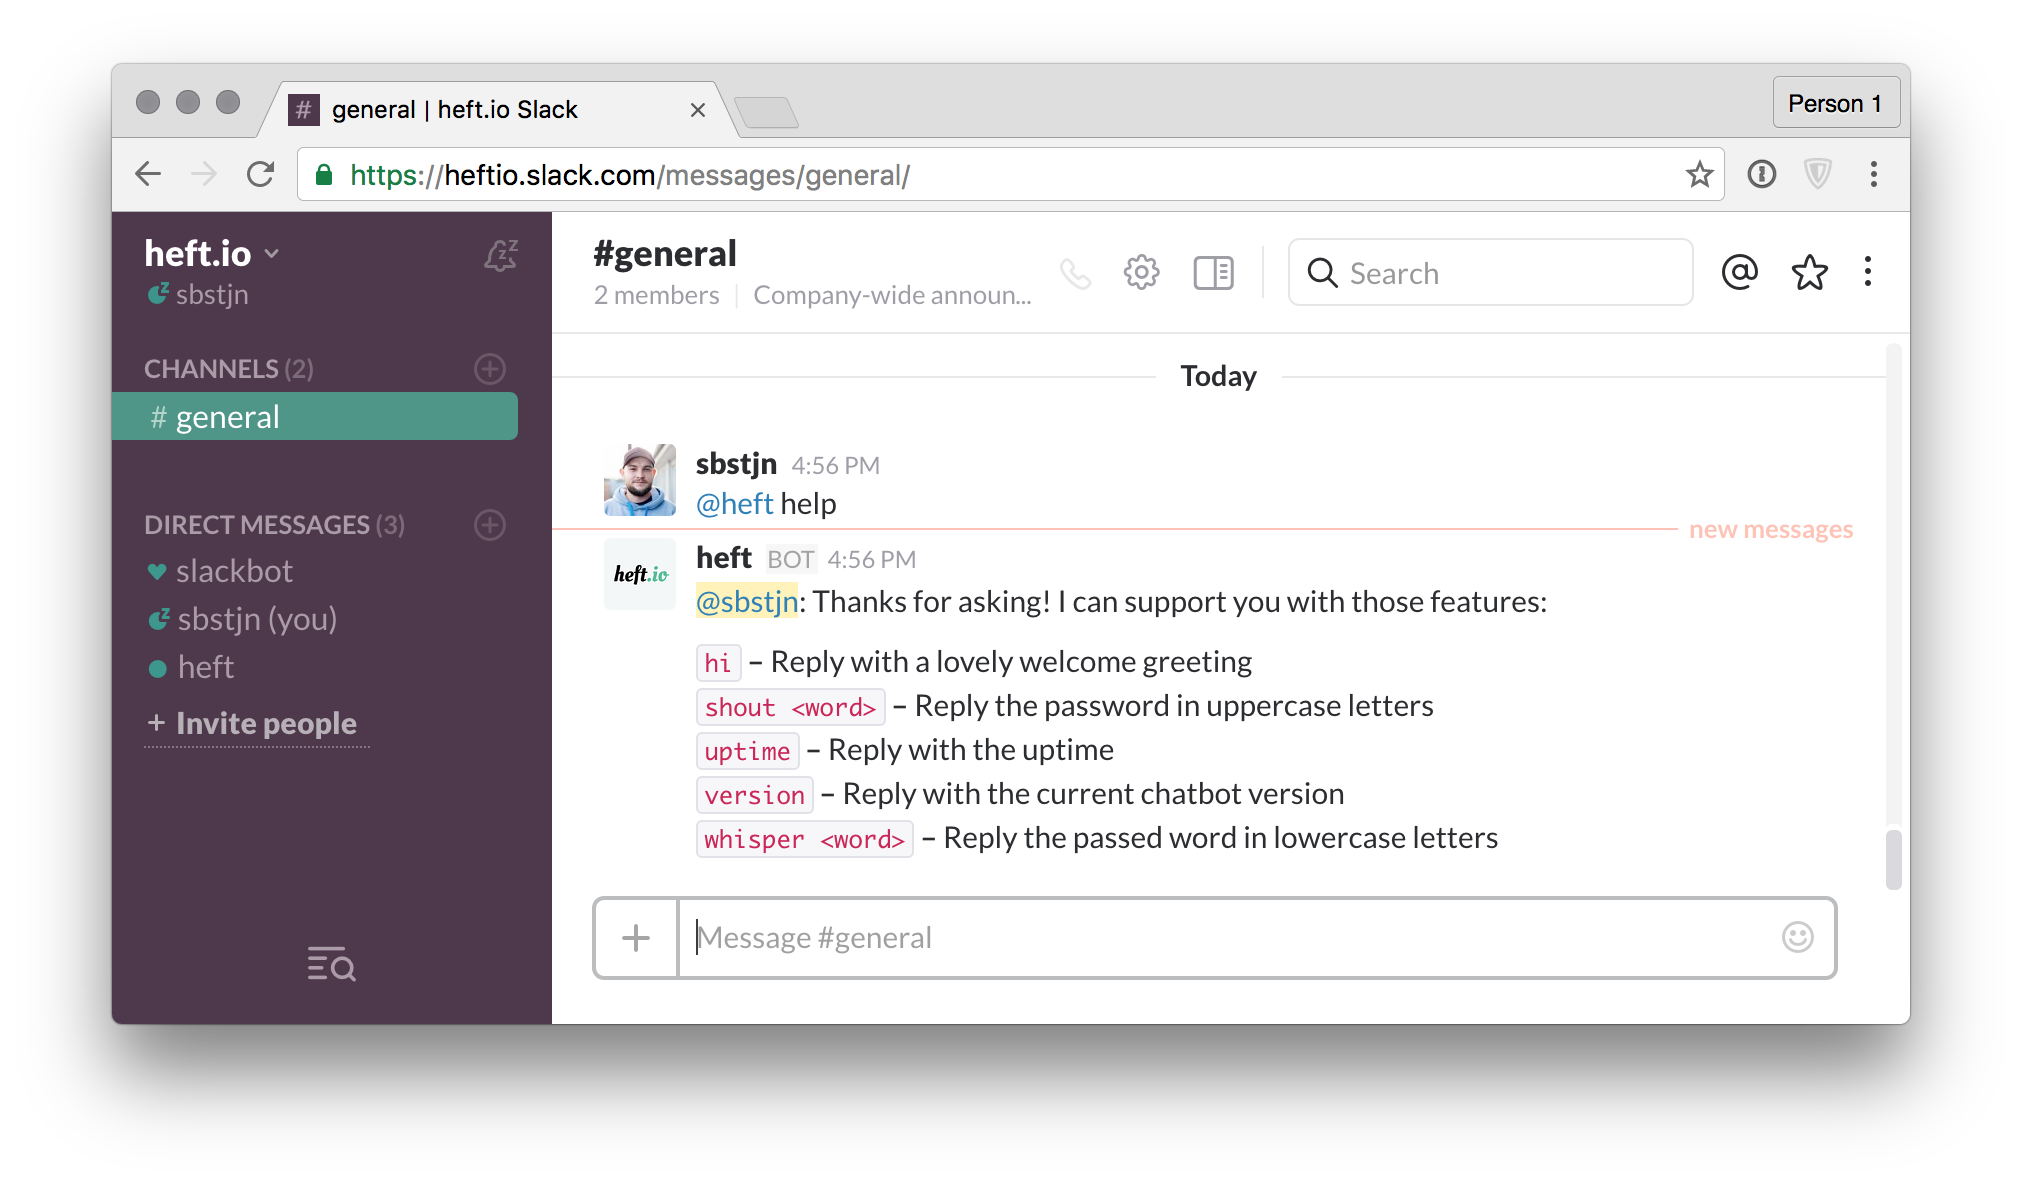 general | heft.io Slack
Person 1
https://heftio.slack.com/messages/general/
heft.io
sbstjn
CHANNELS (2)
# general
DIRECT MESSAGES (3)
slackbot
sbstjn (you)
heft
+ Invite people
#general
2 members
Company-wide announ...
Search
Today
sbstjn 4:56 PM
@heft help
new messages
heft.io
heft BOT 4:56 PM
@sbstjn: Thanks for asking! I can support you with those features:
hi – Reply with a lovely welcome greeting
shout <word> – Reply the password in uppercase letters
uptime – Reply with the uptime
version – Reply with the current chatbot version
whisper <word> – Reply the passed word in lowercase letters
Message #general